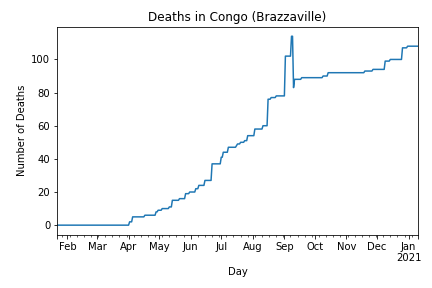 Deaths in Congo (Brazzaville)
Number of Deaths
100
80
60
40
20
0
Feb Mar Apr May Jun Jul Aug Sep Oct Nov Dec Jan
2021
Day